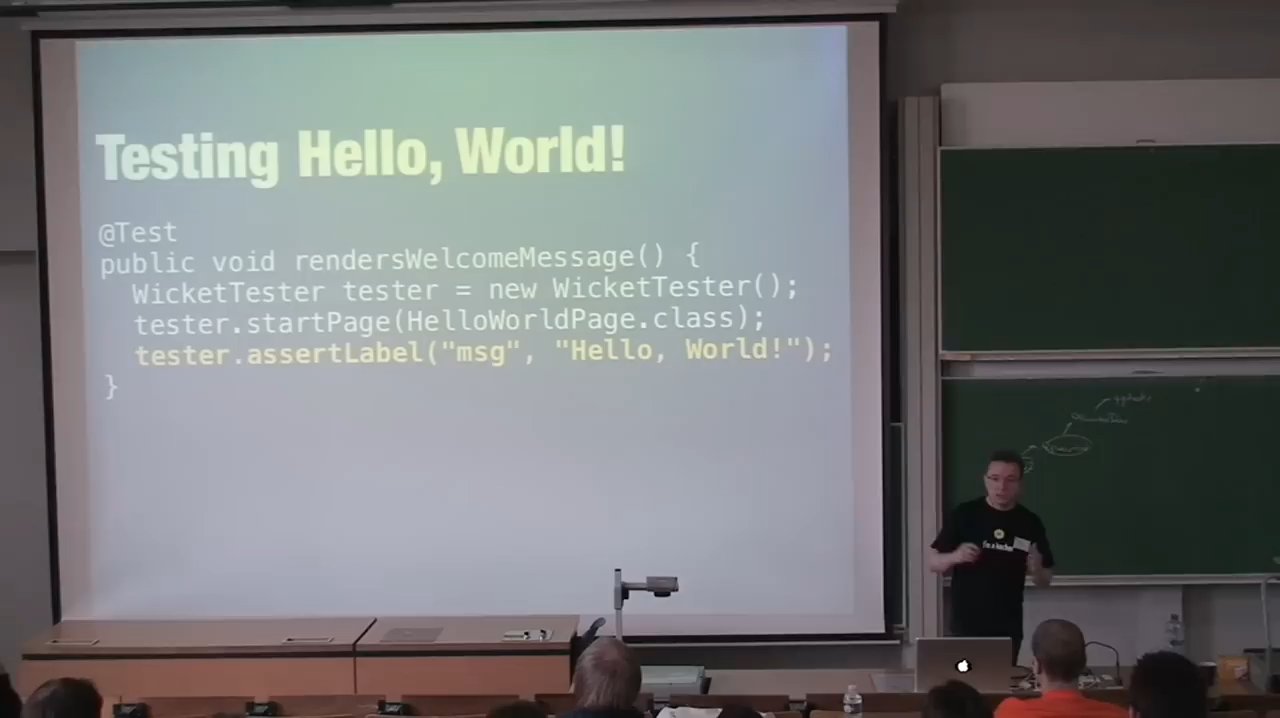 Testing Hello, World!
@Test
public void rendersWelcomeMessage() {
WicketTester tester = new WicketTester();
tester.startPage(HelloWorldPage.class);
tester.assertLabel("msg", "Hello, World!");
}